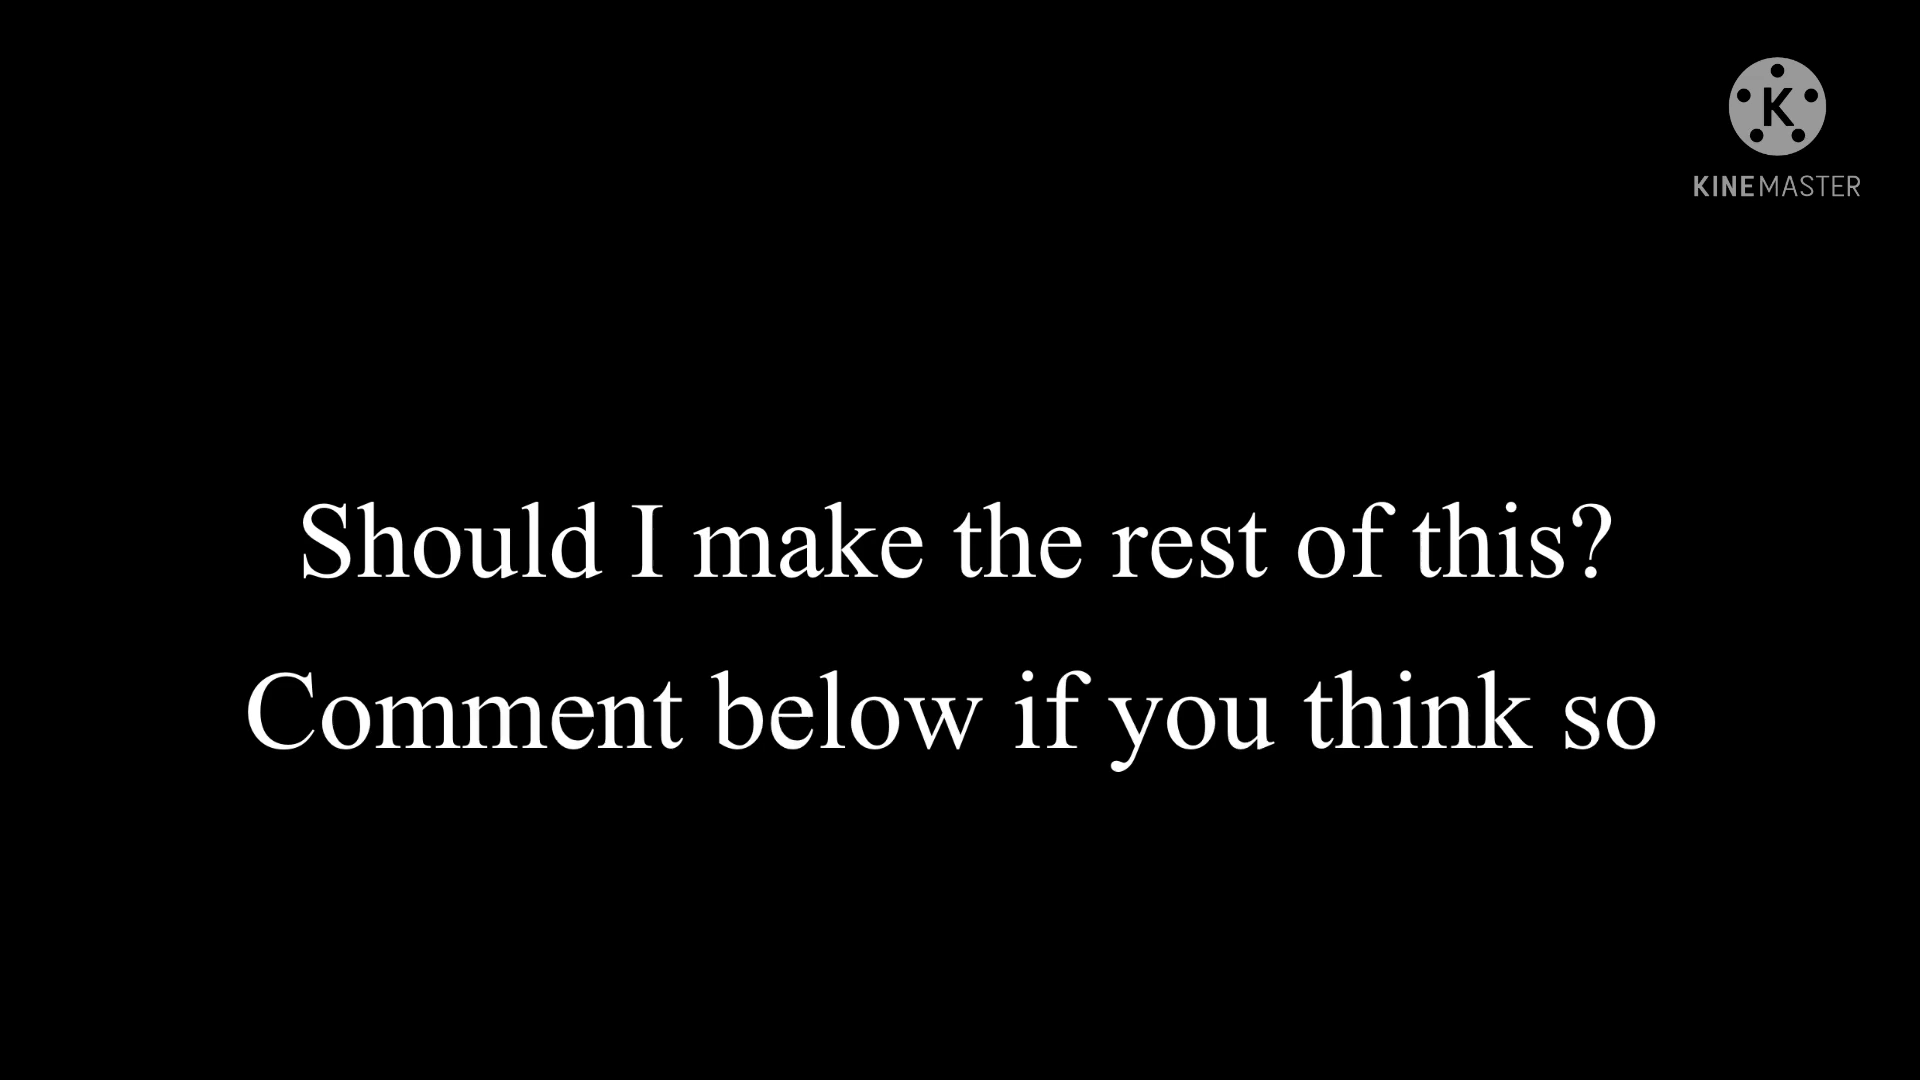 K
KINEMASTER
Should I make the rest of this?
Comment below if you think so